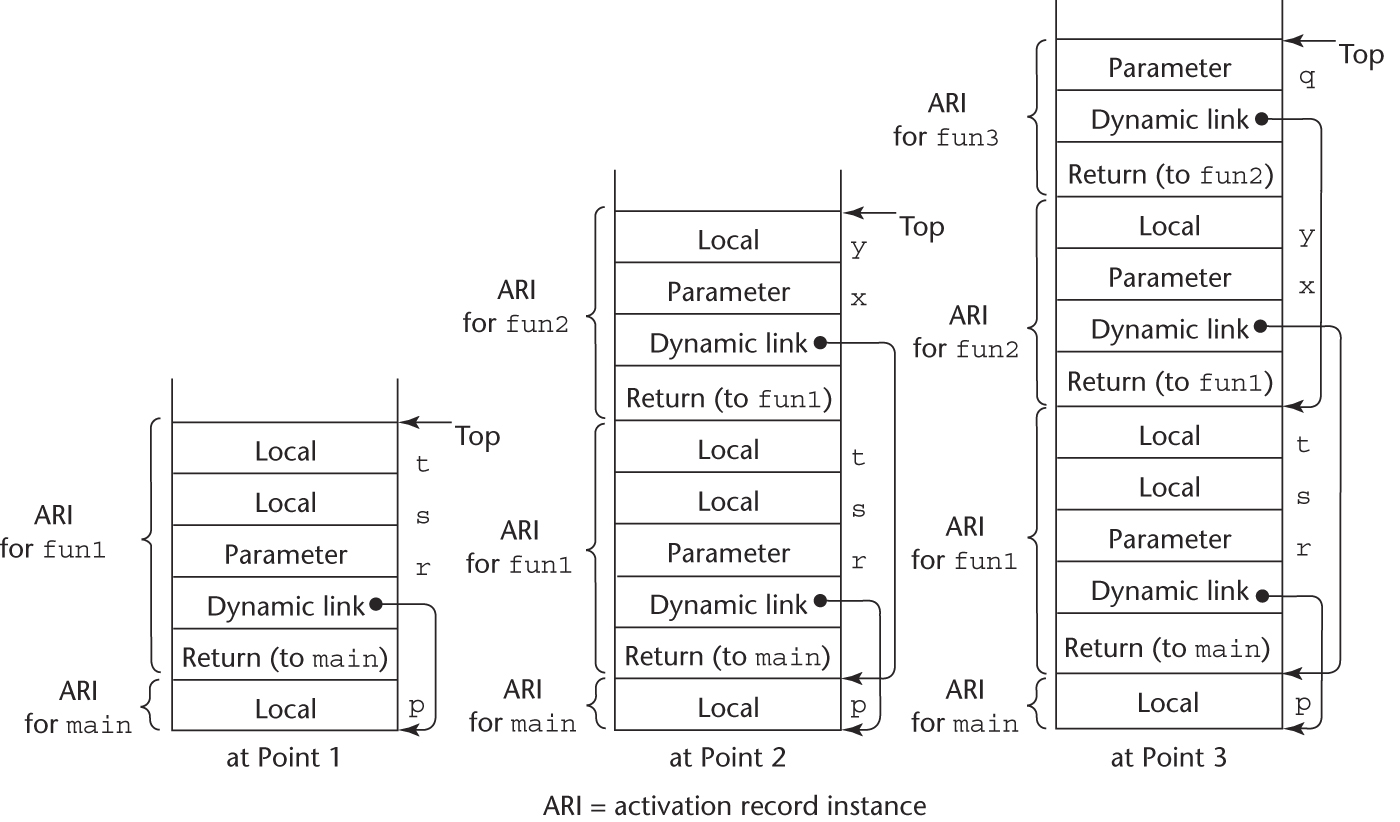 Top
Local
t
Local
s
ARI
for fun1
Parameter
r
Dynamic link
Return (to main)
ARI
for main
Local
p
at Point 1
Top
Local
y
ARI
for fun2
Parameter
x
Dynamic link
Return (to fun1)
Local
t
Local
s
ARI
for fun1
Parameter
r
Dynamic link
Return (to main)
ARI
for main
Local
p
at Point 2
Top
Parameter
q
ARI
for fun3
Dynamic link
Return (to fun2)
Local
y
Parameter
x
ARI
for fun2
Dynamic link
Return (to fun1)
Local
t
Local
s
ARI
for fun1
Parameter
r
Dynamic link
Return (to main)
ARI
for main
Local
p
at Point 3
ARI = activation record instance